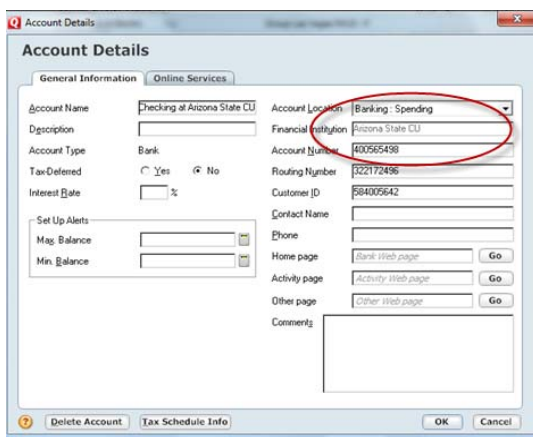 Account Details
Account Details
General Information
Online Services
Account Name Checking at Arizona State CU
Description
Account Type Bank
Tax-Deferred Yes No
Interest Rate %
Set Up Alerts
Max. Balance
Min. Balance
Account Location Banking : Spending
Financial Institution Arizona State CU
Account Number 400565498
Routing Number 322172496
Customer ID 584005642
Contact Name
Phone
Home page Bank Web page Go
Activity page Activity Web page Go
Other page Other Web page Go
Comments
Delete Account
Tax Schedule Info
OK
Cancel